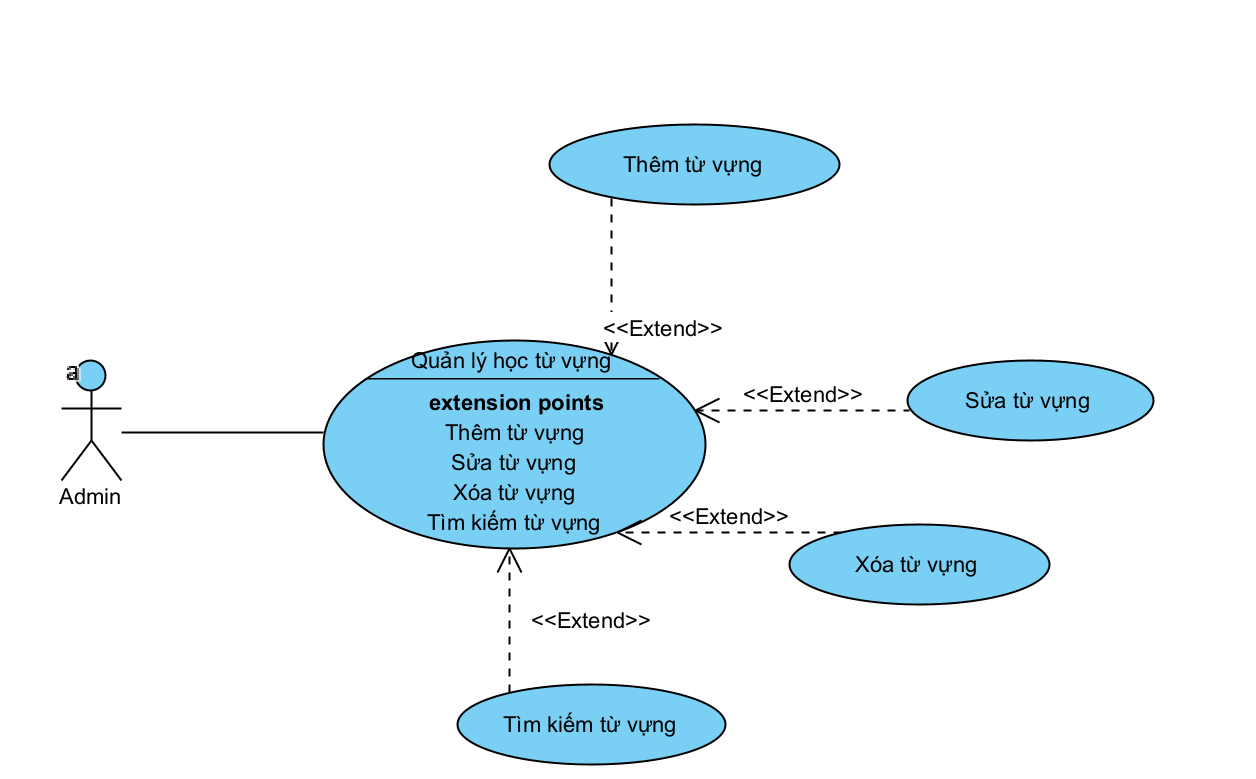 Thêm từ vựng
<<Extend>>
Quản lý học từ vựng
extension points
Thêm từ vựng
Sửa từ vựng
Xóa từ vựng
Tìm kiếm từ vựng
<<Extend>>
Sửa từ vựng
a
Admin
<<Extend>>
Xóa từ vựng
<<Extend>>
Tìm kiếm từ vựng